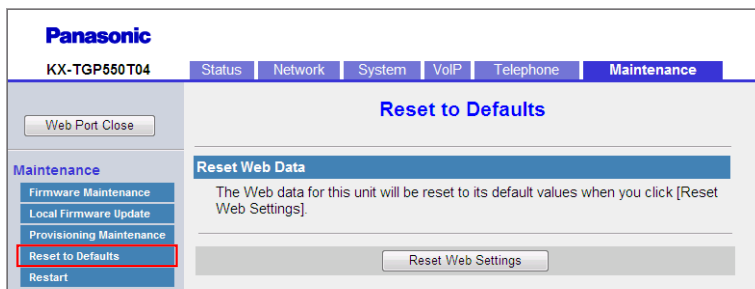 Panasonic
KX-TGP550T04
Status Network System VoIP Telephone Maintenance
Web Port Close
Reset to Defaults
Maintenance
Firmware Maintenance
Local Firmware Update
Provisioning Maintenance
Reset to Defaults
Restart
Reset Web Data
The Web data for this unit will be reset to its default values when you click [Reset
Web Settings].
Reset Web Settings